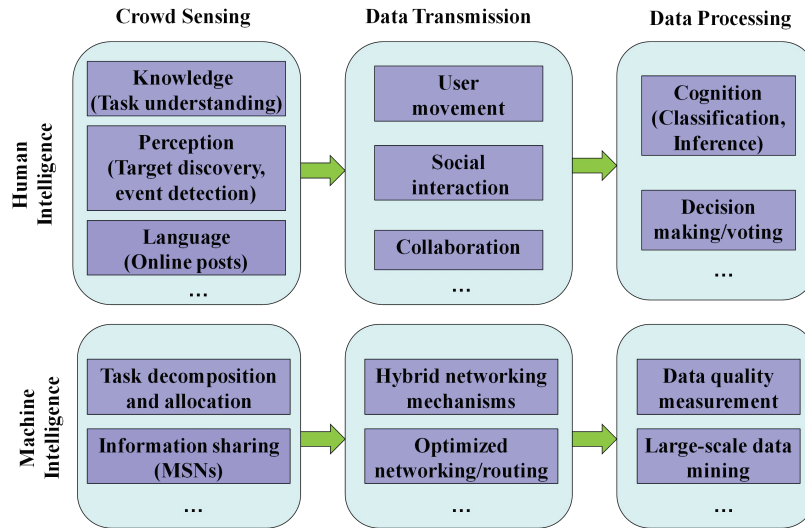 Crowd Sensing
Data Transmission
Data Processing
Human
Intelligence
Knowledge
(Task understanding)
Perception
(Target discovery,
event detection)
Language
(Online posts)
...
User
movement
Social
interaction
Collaboration
...
Cognition
(Classification,
Inference)
Decision
making/voting
...
Machine
Intelligence
Task decomposition
and allocation
Information sharing
(MSNs)
...
Hybrid networking
mechanisms
Optimized
networking/routing
...
Data quality
measurement
Large-scale data
mining
...